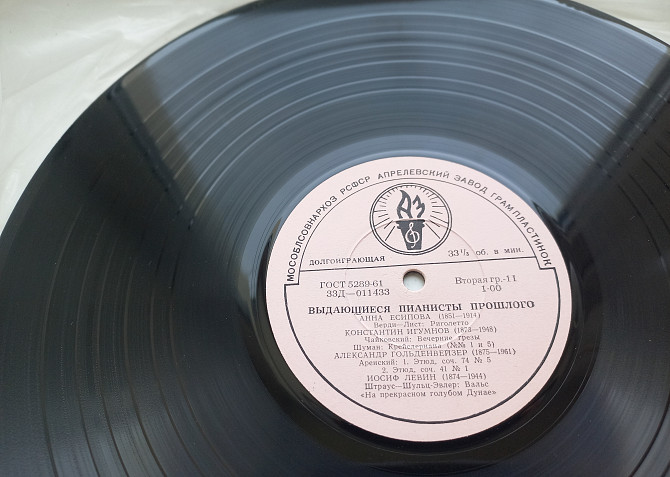 МОСОБЛСОВНАРХОЗ РСФСР АПРЕЛЕВСКИЙ ЗАВОД ГРАМПЛАСТИНОК
АЗ
ДОЛГОИГРАЮЩАЯ 33⅓ об. в мин.
ГОСТ 5289-61 Вторая гр.-11
33Д—011433 1-00
ВЫДАЮЩИЕСЯ ПИАНИСТЫ ПРОШЛОГО
АННА ЕСИПОВА (1851—1914)
Верди—Лист: Риголетто
КОНСТАНТИН ИГУМНОВ (1873—1948)
Чайковский: Вечерние грезы
Шуман: Крейслериана (№№ 1 и 5)
АЛЕКСАНДР ГОЛЬДЕНВЕЙЗЕР (1875—1961)
Аренский: 1. Этюд, соч. 74 № 5
2. Этюд, соч. 41 № 1
ИОСИФ ЛЕВИН (1874—1944)
Штраус—Шульц-Эвлер: Вальс
«На прекрасном голубом Дунае»